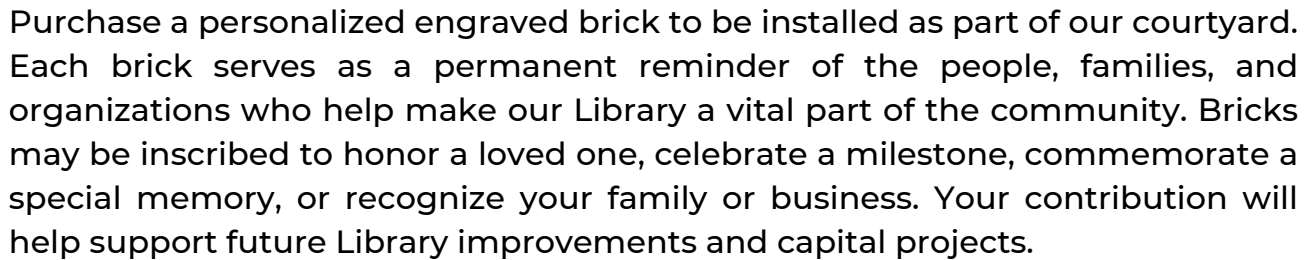 Purchase a personalized engraved brick to be installed as part of our courtyard.
Each brick serves as a permanent reminder of the people, families, and
organizations who help make our Library a vital part of the community. Bricks
may be inscribed to honor a loved one, celebrate a milestone, commemorate a
special memory, or recognize your family or business. Your contribution will
help support future Library improvements and capital projects.